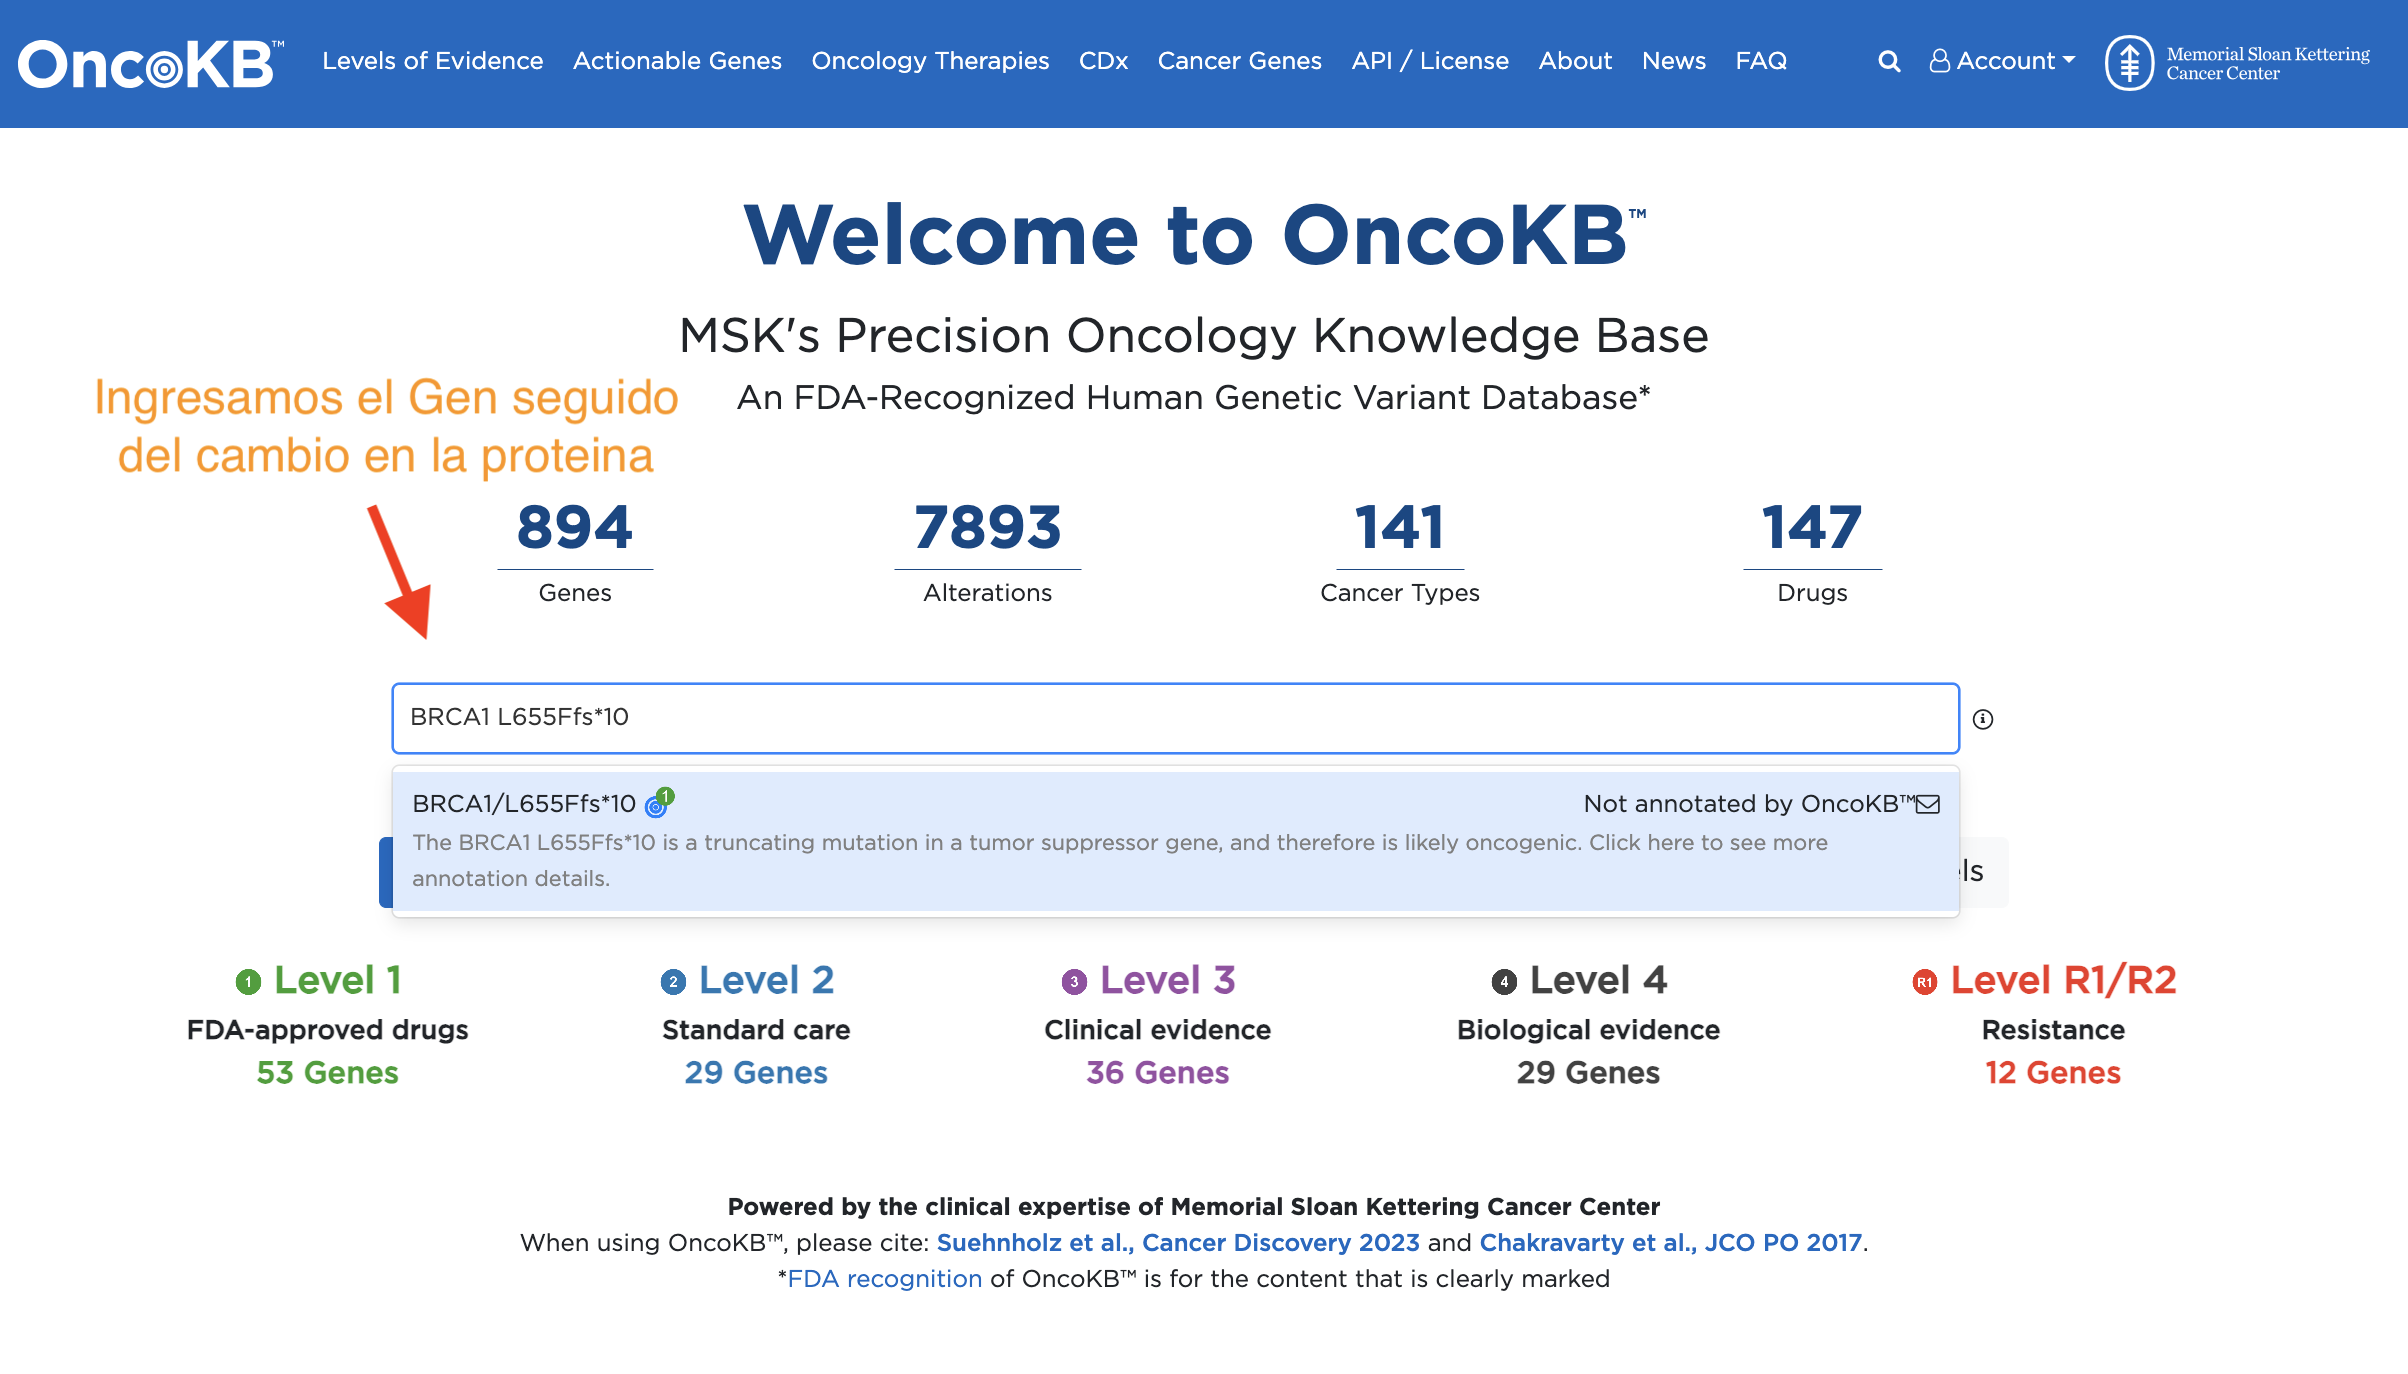 OncoKB™ Levels of Evidence Actionable Genes Oncology Therapies CDx Cancer Genes API / License About News FAQ Account Memorial Sloan Kettering
Cancer Center
Welcome to OncoKB™
MSK's Precision Oncology Knowledge Base
An FDA-Recognized Human Genetic Variant Database*
Ingresamos el Gen seguido
del cambio en la proteina
894 7893 141 147
Genes Alterations Cancer Types Drugs
BRCA1 L655Ffs*10
BRCA1/L655Ffs*10 1 Not annotated by OncoKB™
The BRCA1 L655Ffs*10 is a truncating mutation in a tumor suppressor gene, and therefore is likely oncogenic. Click here to see more
annotation details.
1 Level 1 2 Level 2 3 Level 3 4 Level 4 R1 Level R1/R2
FDA-approved drugs Standard care Clinical evidence Biological evidence Resistance
53 Genes 29 Genes 36 Genes 29 Genes 12 Genes
Powered by the clinical expertise of Memorial Sloan Kettering Cancer Center
When using OncoKB™, please cite: Suehnholz et al., Cancer Discovery 2023 and Chakravarty et al., JCO PO 2017.
*FDA recognition of OncoKB™ is for the content that is clearly marked